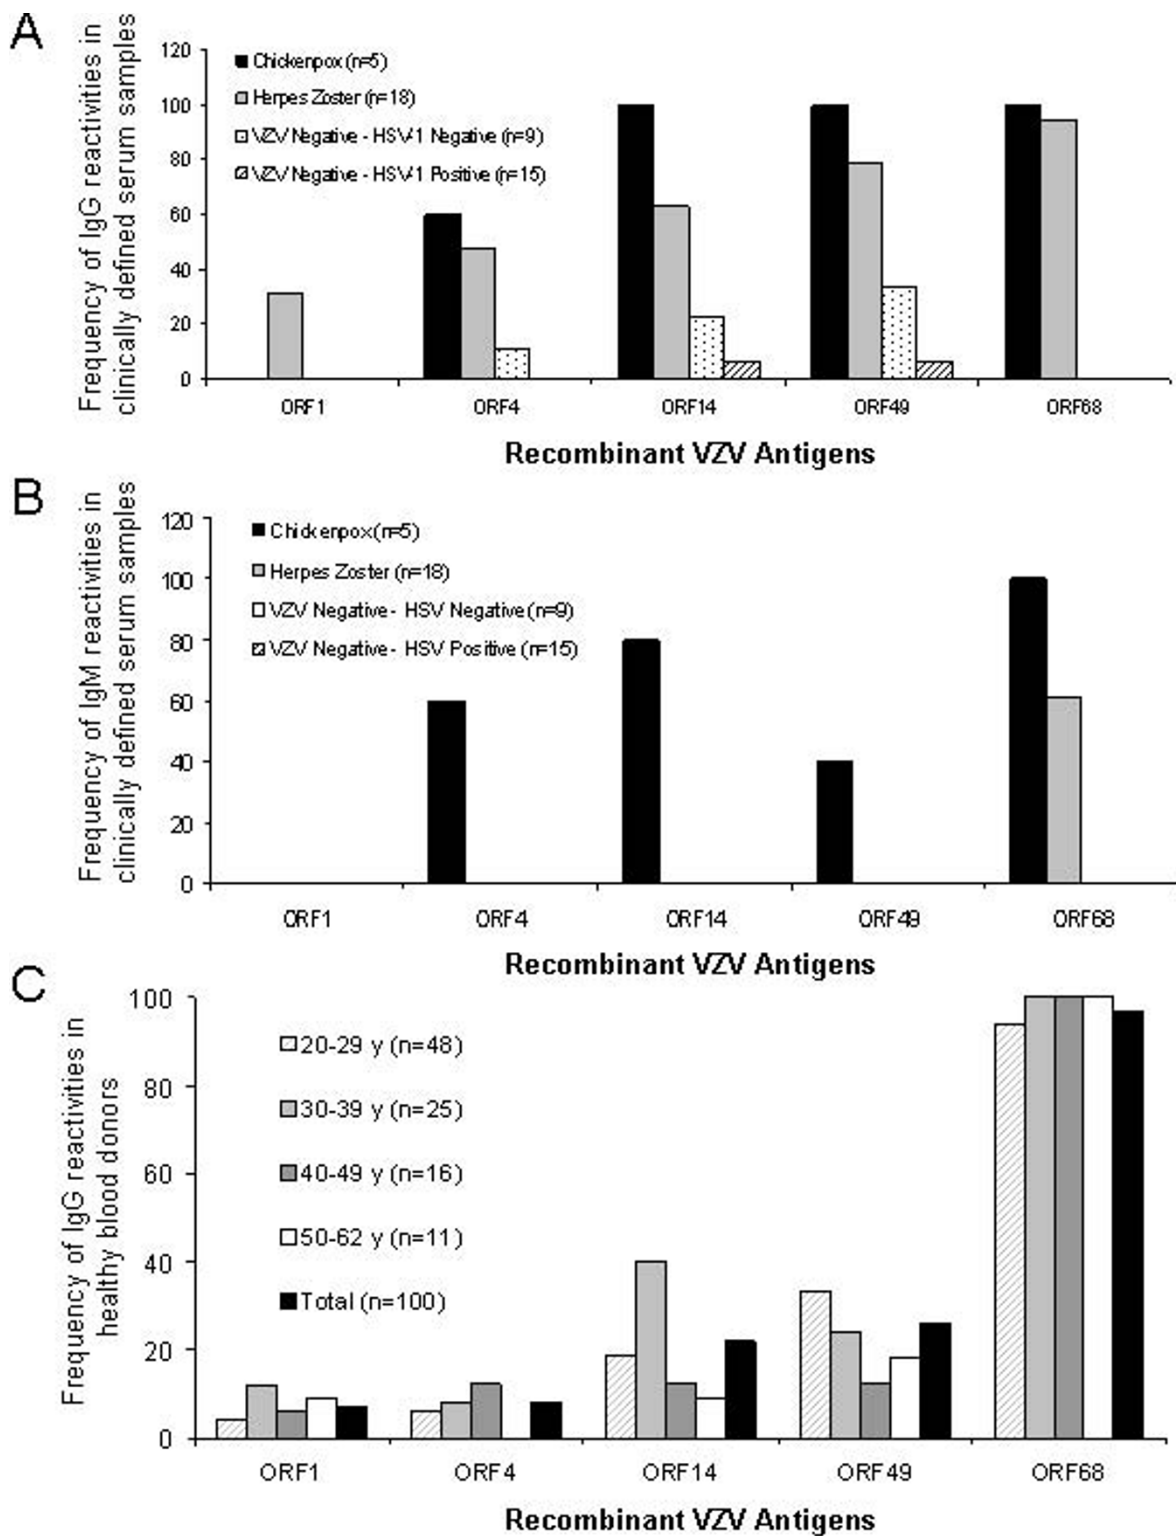 A
Frequency of IgG reactivities in
clinically defined serum samples
120
100
80
60
40
20
0
Chickenpox (n=5)
Herpes Zoster (n=18)
VZV Negative - HSV-1 Negative (n=9)
VZV Negative - HSV-1 Positive (n=15)
ORF1 ORF4 ORF14 ORF49 ORF68
Recombinant VZV Antigens
B
Frequency of IgM reactivities in
clinically defined serum samples
120
100
80
60
40
20
0
Chickenpox (n=5)
Herpes Zoster (n=18)
VZV Negative - HSV Negative (n=9)
VZV Negative - HSV Positive (n=15)
ORF1 ORF4 ORF14 ORF49 ORF68
Recombinant VZV Antigens
C
Frequency of IgG reactivities in
healthy blood donors
100
80
60
40
20
0
20-29 y (n=48)
30-39 y (n=25)
40-49 y (n=16)
50-62 y (n=11)
Total (n=100)
ORF1 ORF4 ORF14 ORF49 ORF68
Recombinant VZV Antigens